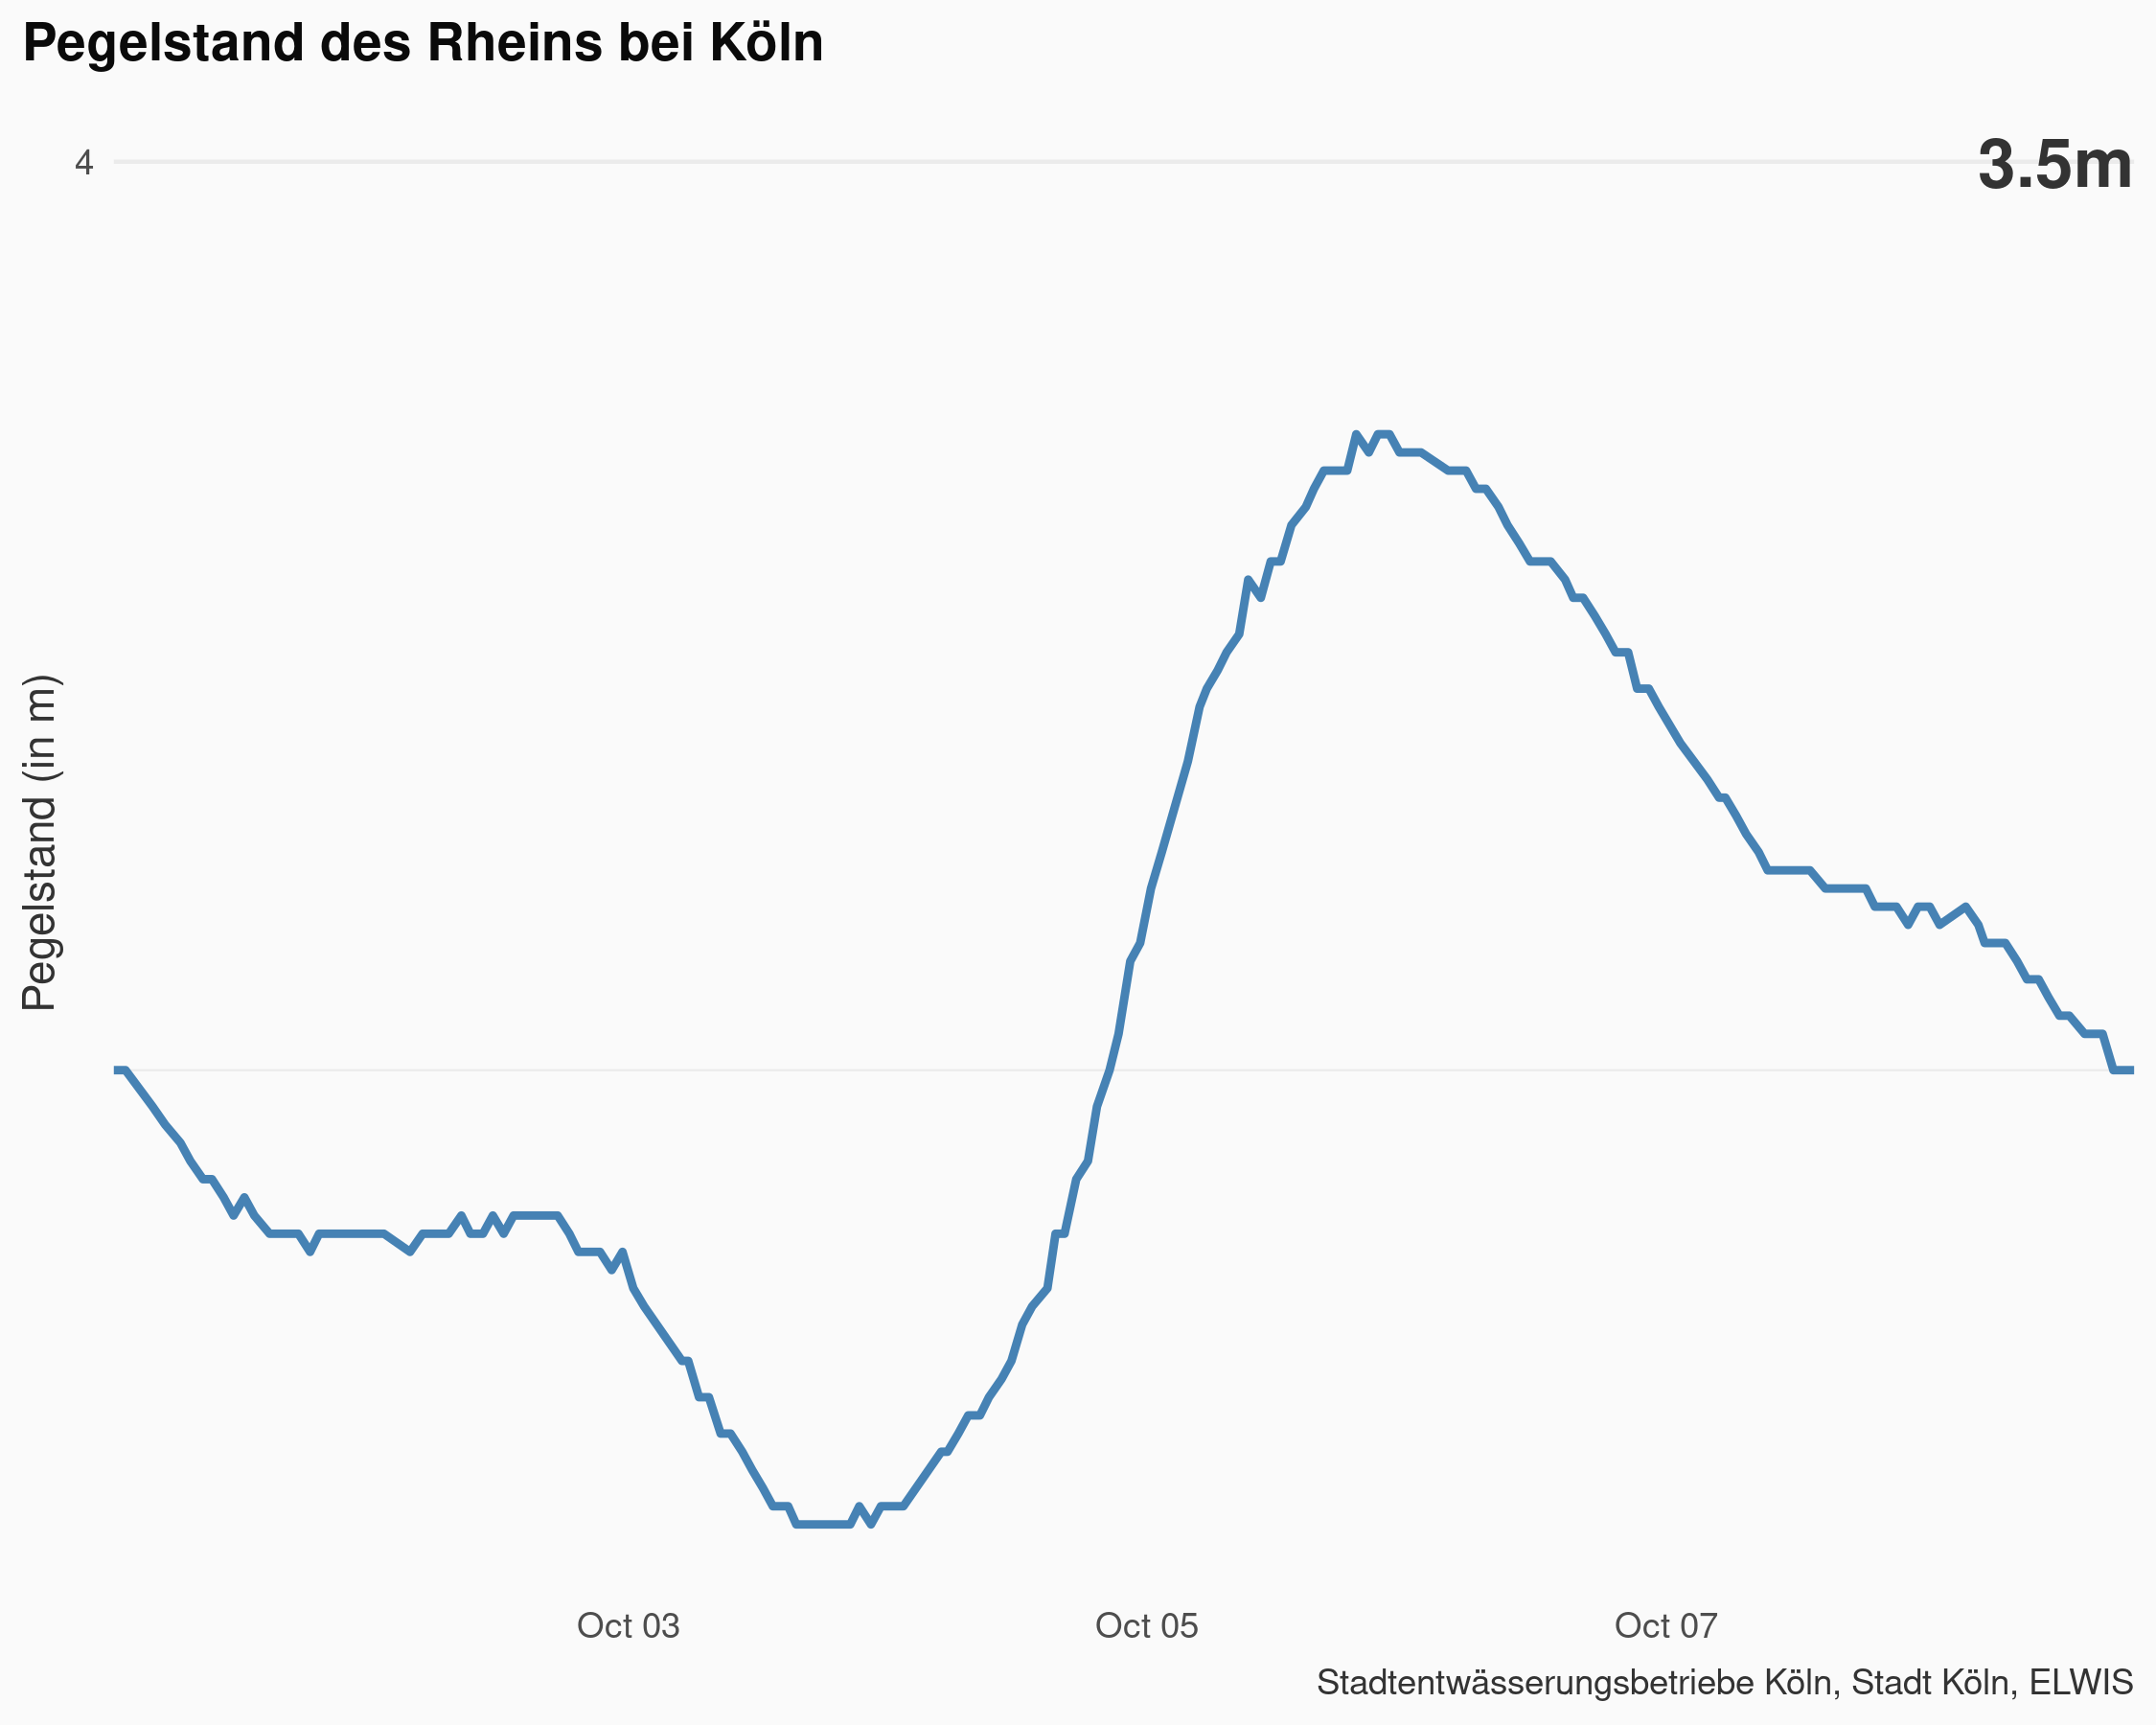 Pegelstand des Rheins bei Köln
4
3.5m
Pegelstand (in m)
Oct 03
Oct 05
Oct 07
Stadtentwässerungsbetriebe Köln, Stadt Köln, ELWIS